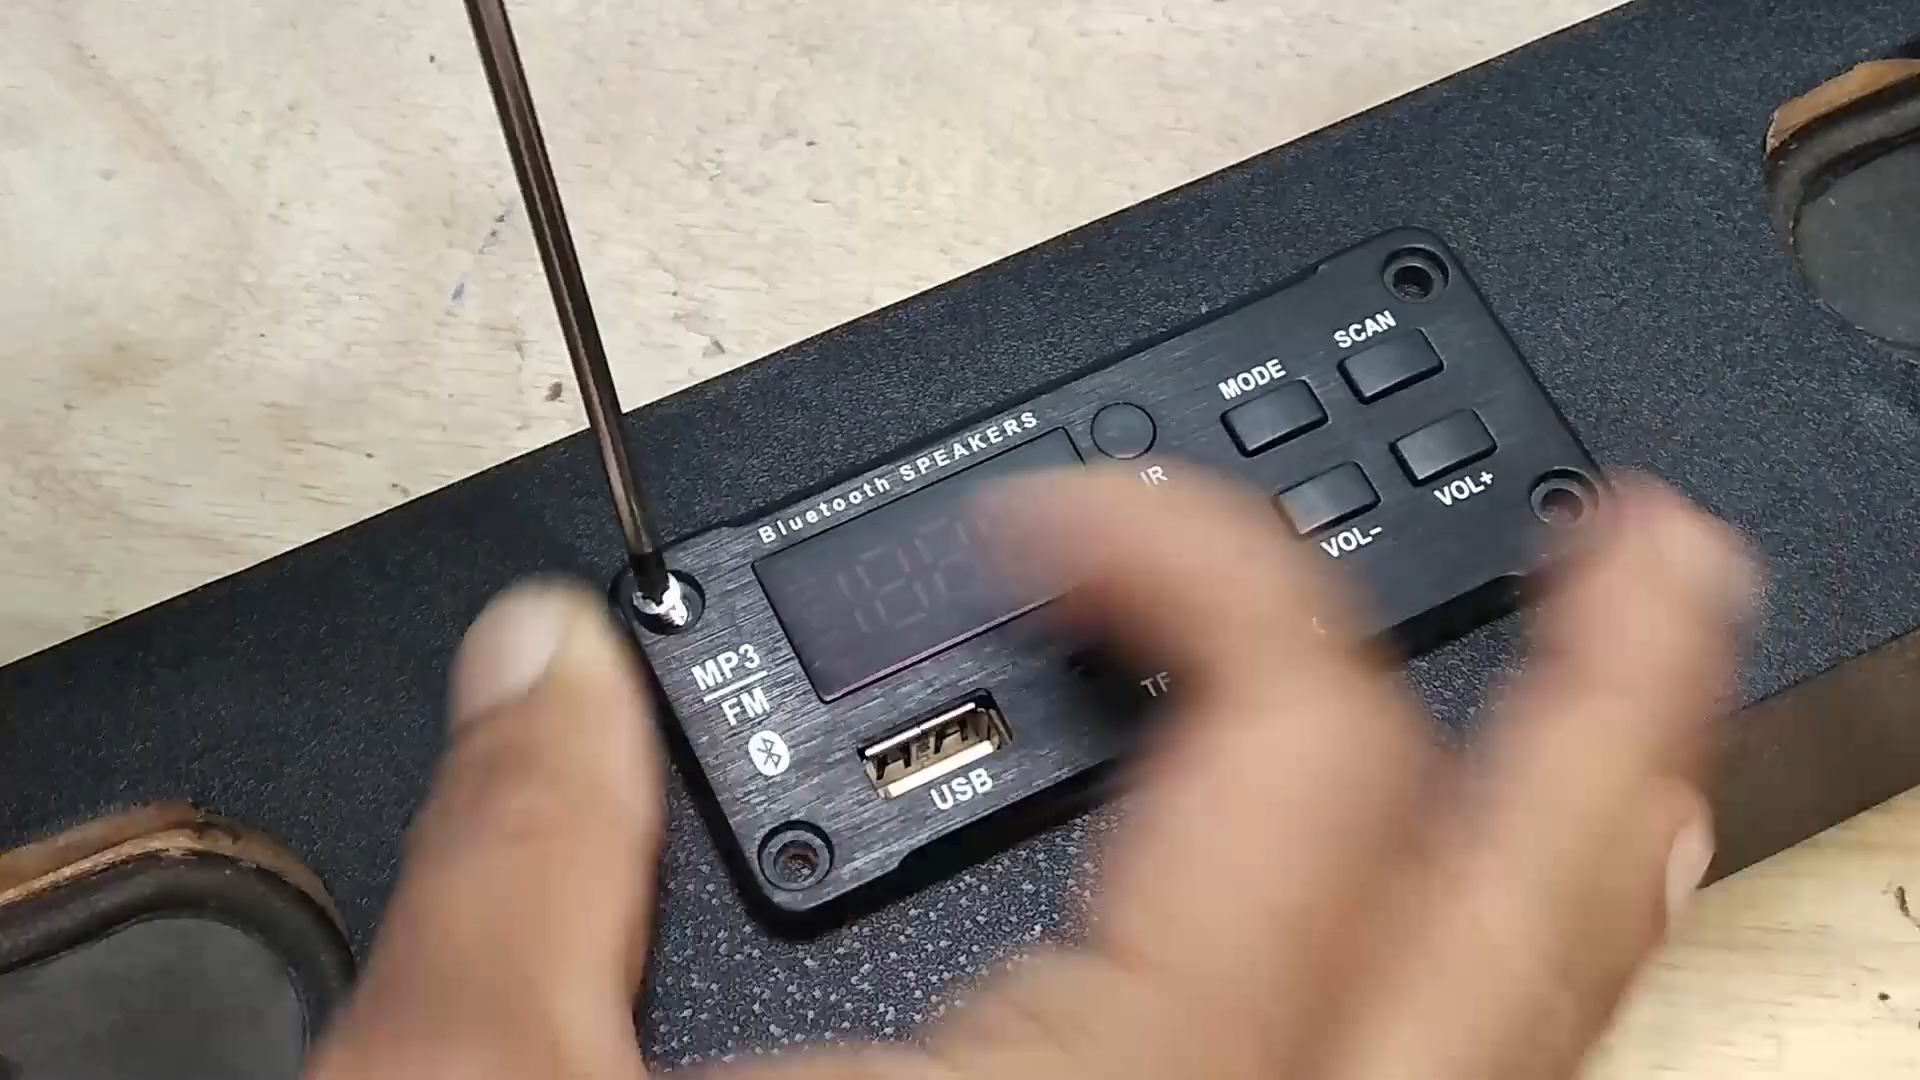 Bluetooth SPEAKERS
IR
MODE
SCAN
VOL-
VOL+
MP3
FM
USB
TF